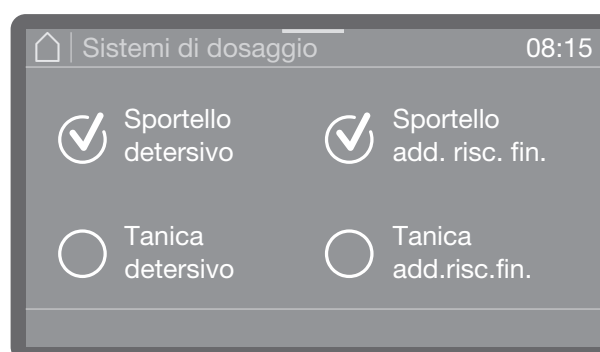 Sistemi di dosaggio 08:15
Sportello
detersivo
Sportello
add. risc. fin.
Tanica
detersivo
Tanica
add.risc.fin.